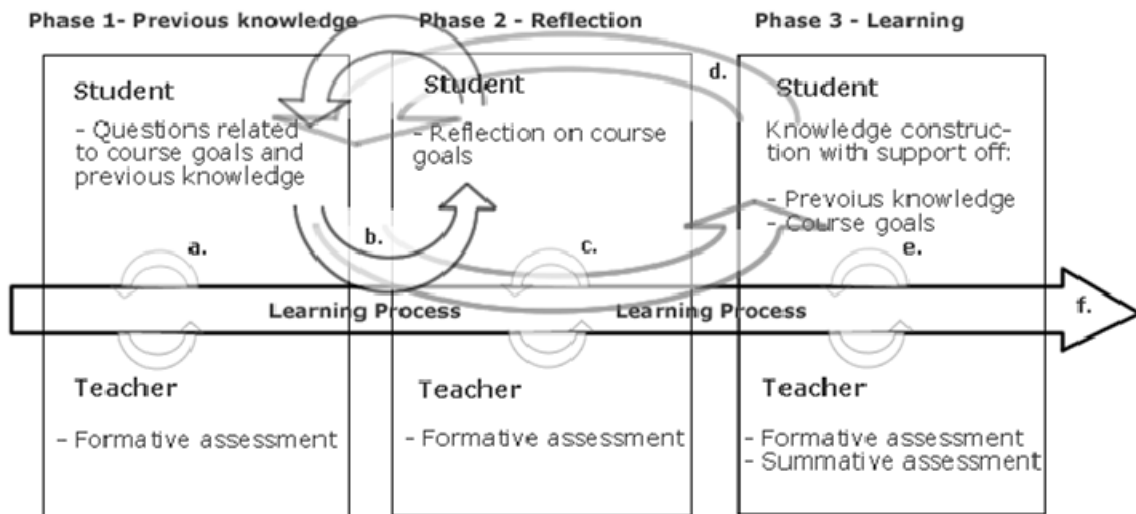 Phase 1- Previous knowledge
Phase 2 - Reflection
Phase 3 - Learning
d.
Student
- Questions related
to course goals and
previous knowledge
Student
- Reflection on course
goals
Student
Knowledge construc-
tion with support off:
- Prevoius knowledge
- Course goals
a.
b.
c.
e.
Learning Process
Learning Process
f.
Teacher
- Formative assessment
Teacher
- Formative assessment
Teacher
- Formative assessment
- Summative assessment